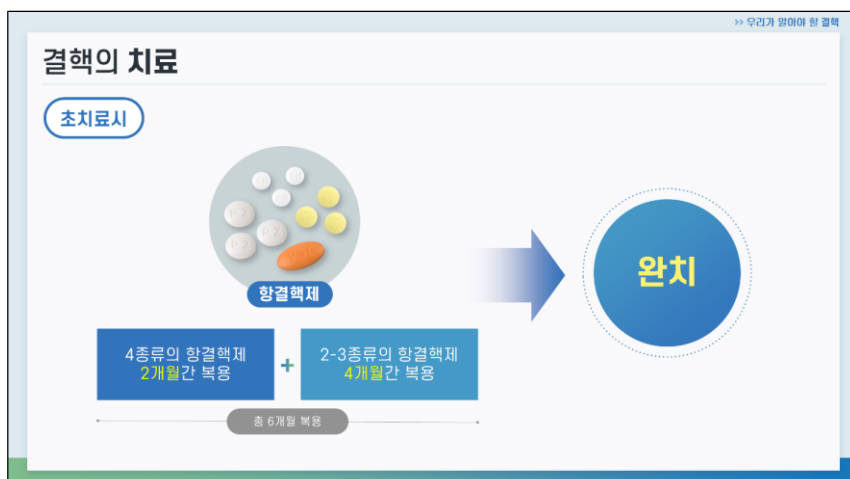 >> 우리가 알아야 할 결핵
결핵의 치료
초치료시
항결핵제
4종류의 항결핵제
2개월간 복용
+
2-3종류의 항결핵제
4개월간 복용
총 6개월 복용
완치